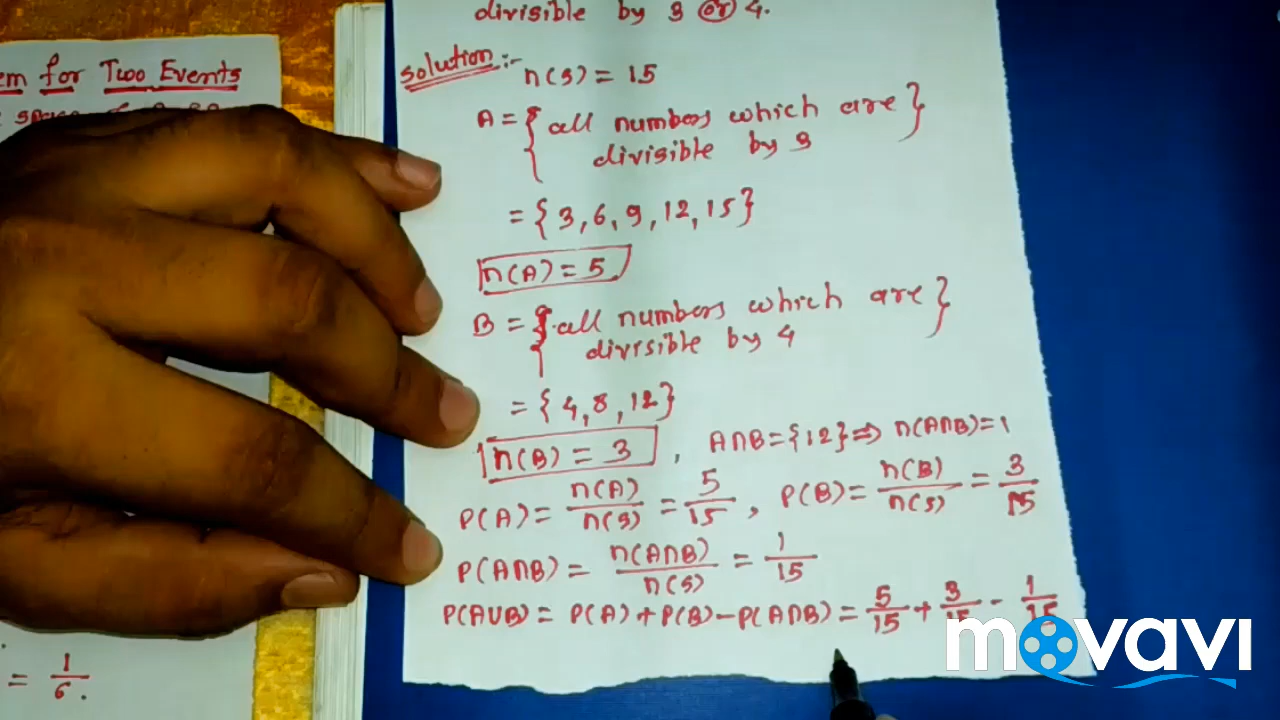 em for Two Events
= 1/6.
divisible by 3 or 4.
Solution:-
n(S) = 15
A = { all numbers which are }
divisible by 3
= {3, 6, 9, 12, 15}
n(A) = 5
B = { all numbers which are }
divisible by 4
= {4, 8, 12}
n(B) = 3 , A∩B = {12} ⇒ n(A∩B) = 1
P(A) = n(A)/n(S) = 5/15 , P(B) = n(B)/n(S) = 3/15
P(A∩B) = n(A∩B)/n(S) = 1/15
P(A∪B) = P(A) + P(B) - P(A∩B) = 5/15 + 3/15 - 1/15
movavi